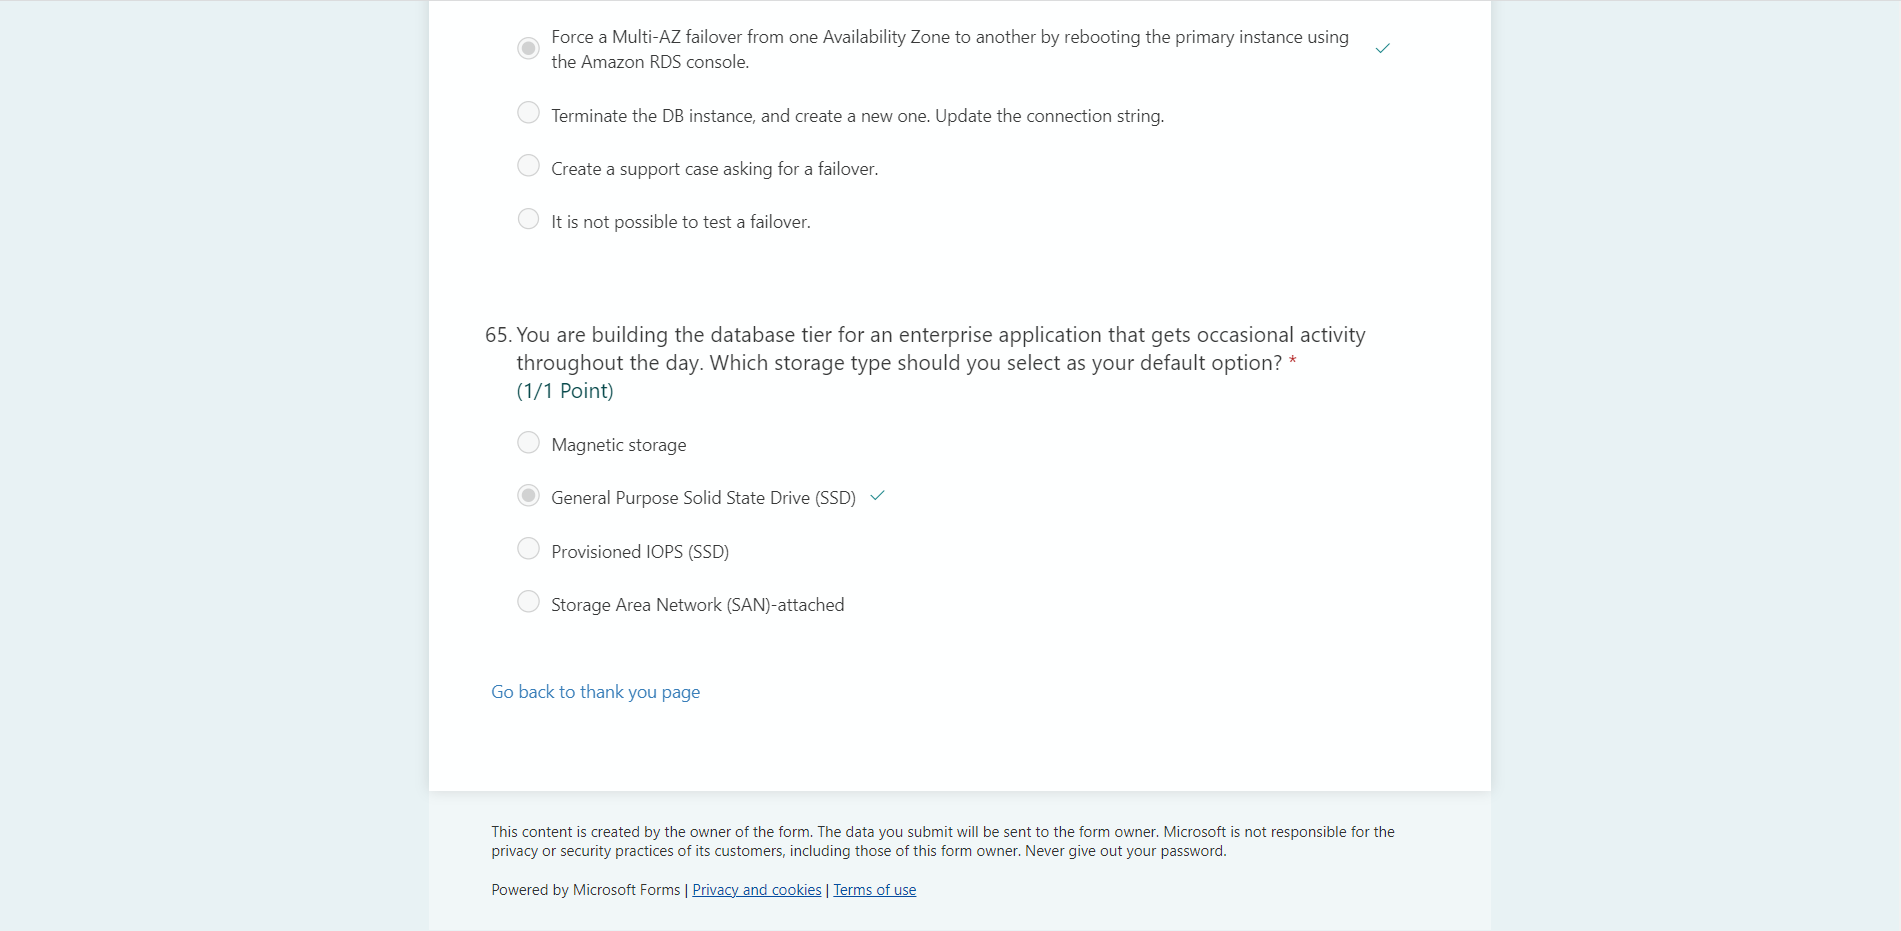 Force a Multi-AZ failover from one Availability Zone to another by rebooting the primary instance using
the Amazon RDS console.
Terminate the DB instance, and create a new one. Update the connection string.
Create a support case asking for a failover.
It is not possible to test a failover.
65. You are building the database tier for an enterprise application that gets occasional activity
throughout the day. Which storage type should you select as your default option? *
(1/1 Point)
Magnetic storage
General Purpose Solid State Drive (SSD)
Provisioned IOPS (SSD)
Storage Area Network (SAN)-attached
Go back to thank you page
This content is created by the owner of the form. The data you submit will be sent to the form owner. Microsoft is not responsible for the
privacy or security practices of its customers, including those of this form owner. Never give out your password.
Powered by Microsoft Forms | Privacy and cookies | Terms of use